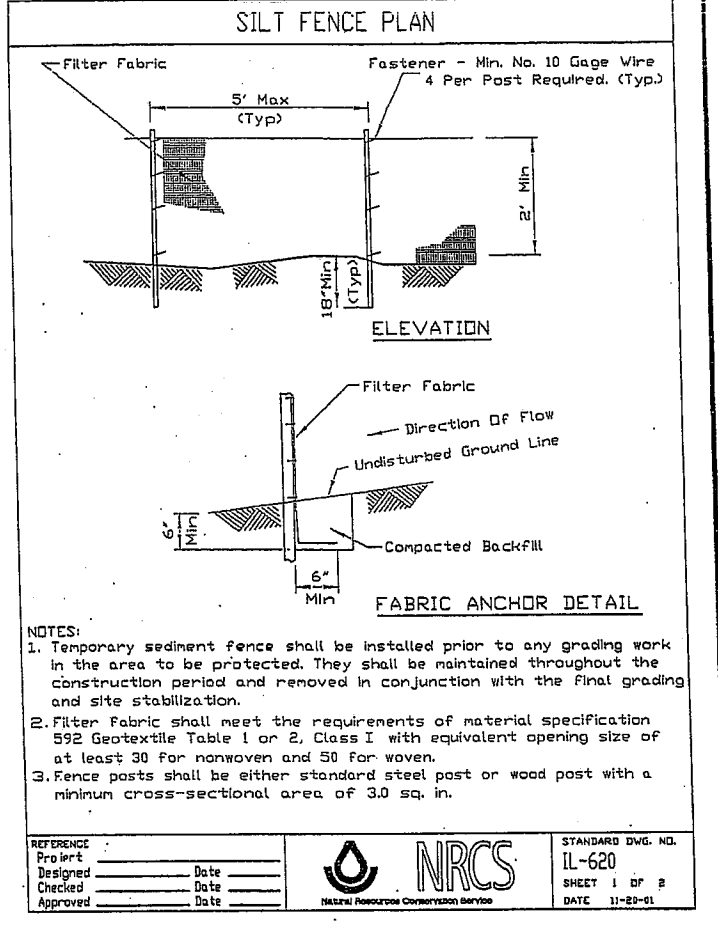 SILT FENCE PLAN
Filter Fabric
Fastener - Min. No. 10 Gage Wire
4 Per Post Required. (Typ.)
5' Max
(Typ)
2' Min
18" Min
(Typ)
ELEVATION
Filter Fabric
Direction Of Flow
Undisturbed Ground Line
6"
Min
Compacted Backfill
6"
Min
FABRIC ANCHOR DETAIL
NOTES:
1. Temporary sediment fence shall be installed prior to any grading work
in the area to be protected. They shall be maintained throughout the
construction period and removed in conjunction with the final grading
and site stabilization.
2. Filter Fabric shall meet the requirements of material specification
592 Geotextile Table 1 or 2, Class I with equivalent opening size of
at least 30 for nonwoven and 50 for woven.
3. Fence posts shall be either standard steel post or wood post with a
minimum cross-sectional area of 3.0 sq. in.
REFERENCE
Project
Designed Date
Checked Date
Approved Date
NRCS
Natural Resources Conservation Service
STANDARD DWG. NO.
IL-620
SHEET 1 OF 2
DATE 11-20-01